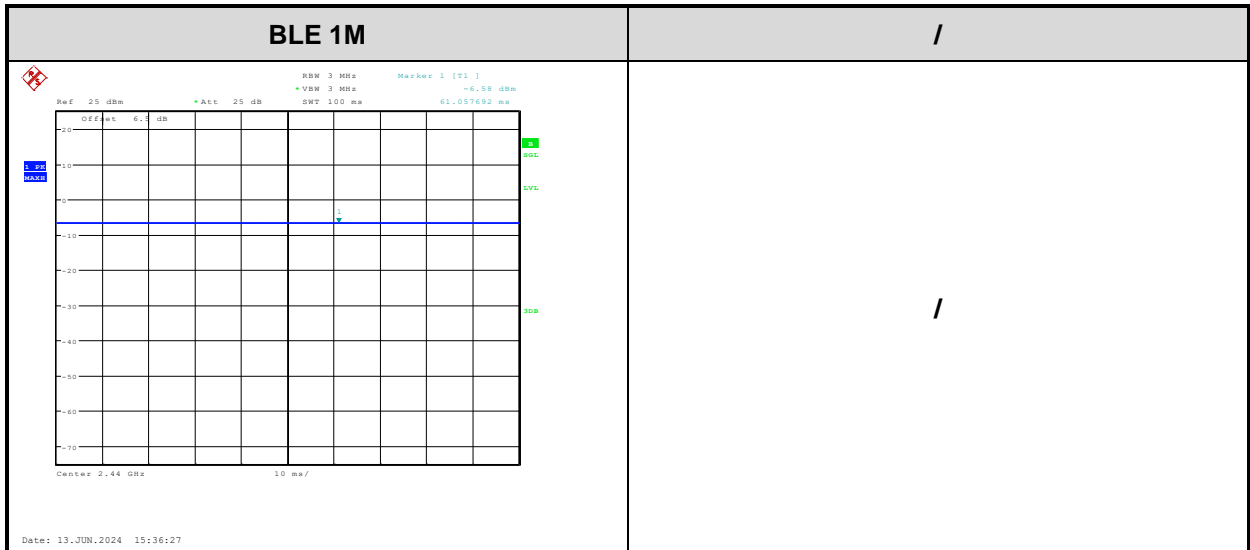 BLE 1M /
R S
RBW 3 MHz Marker 1 [T1 ]
*VBW 3 MHz -6.58 dBm
Ref 25 dBm *Att 25 dB SWT 100 ms 61.057692 ms
Offset 6.5 dB
20
B
SGL
1 PK
MAXH
10
LVL
0
1
-10
-20
-30
3DB
/
-40
-50
-60
-70
Center 2.44 GHz 10 ms/
Date: 13.JUN.2024 15:36:27